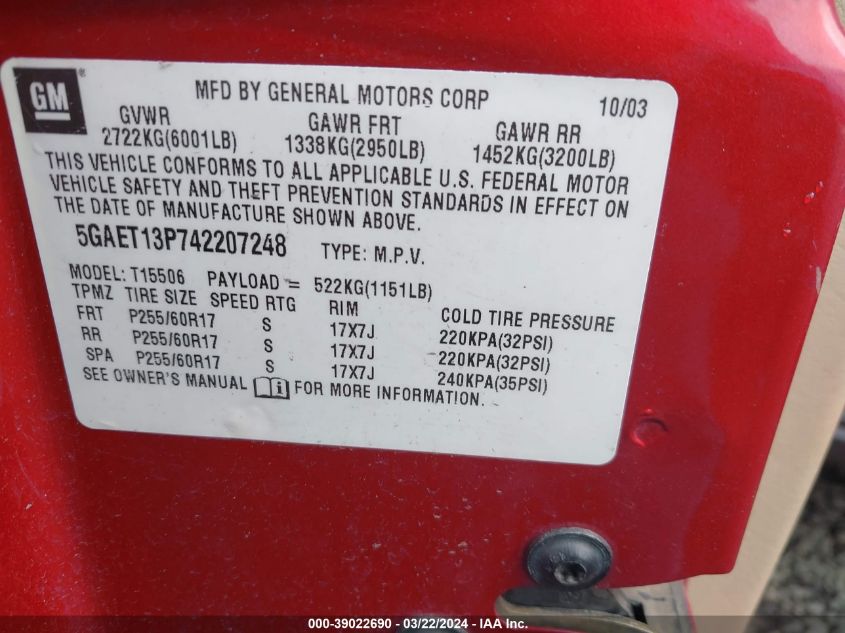 GM ®
MFD BY GENERAL MOTORS CORP 10/03
GVWR GAWR FRT GAWR RR
2722KG(6001LB) 1338KG(2950LB) 1452KG(3200LB)
THIS VEHICLE CONFORMS TO ALL APPLICABLE U.S. FEDERAL MOTOR
VEHICLE SAFETY AND THEFT PREVENTION STANDARDS IN EFFECT ON
THE DATE OF MANUFACTURE SHOWN ABOVE.
5GAET13P742207248 TYPE: M.P.V.
MODEL: T15506 PAYLOAD = 522KG(1151LB)
TPMZ TIRE SIZE SPEED RTG RIM COLD TIRE PRESSURE
FRT P255/60R17 S 17X7J 220KPA(32PSI)
RR P255/60R17 S 17X7J 220KPA(32PSI)
SPA P255/60R17 S 17X7J 240KPA(35PSI)
SEE OWNER'S MANUAL i FOR MORE INFORMATION.
000-39022690 - 03/22/2024 - IAA Inc.